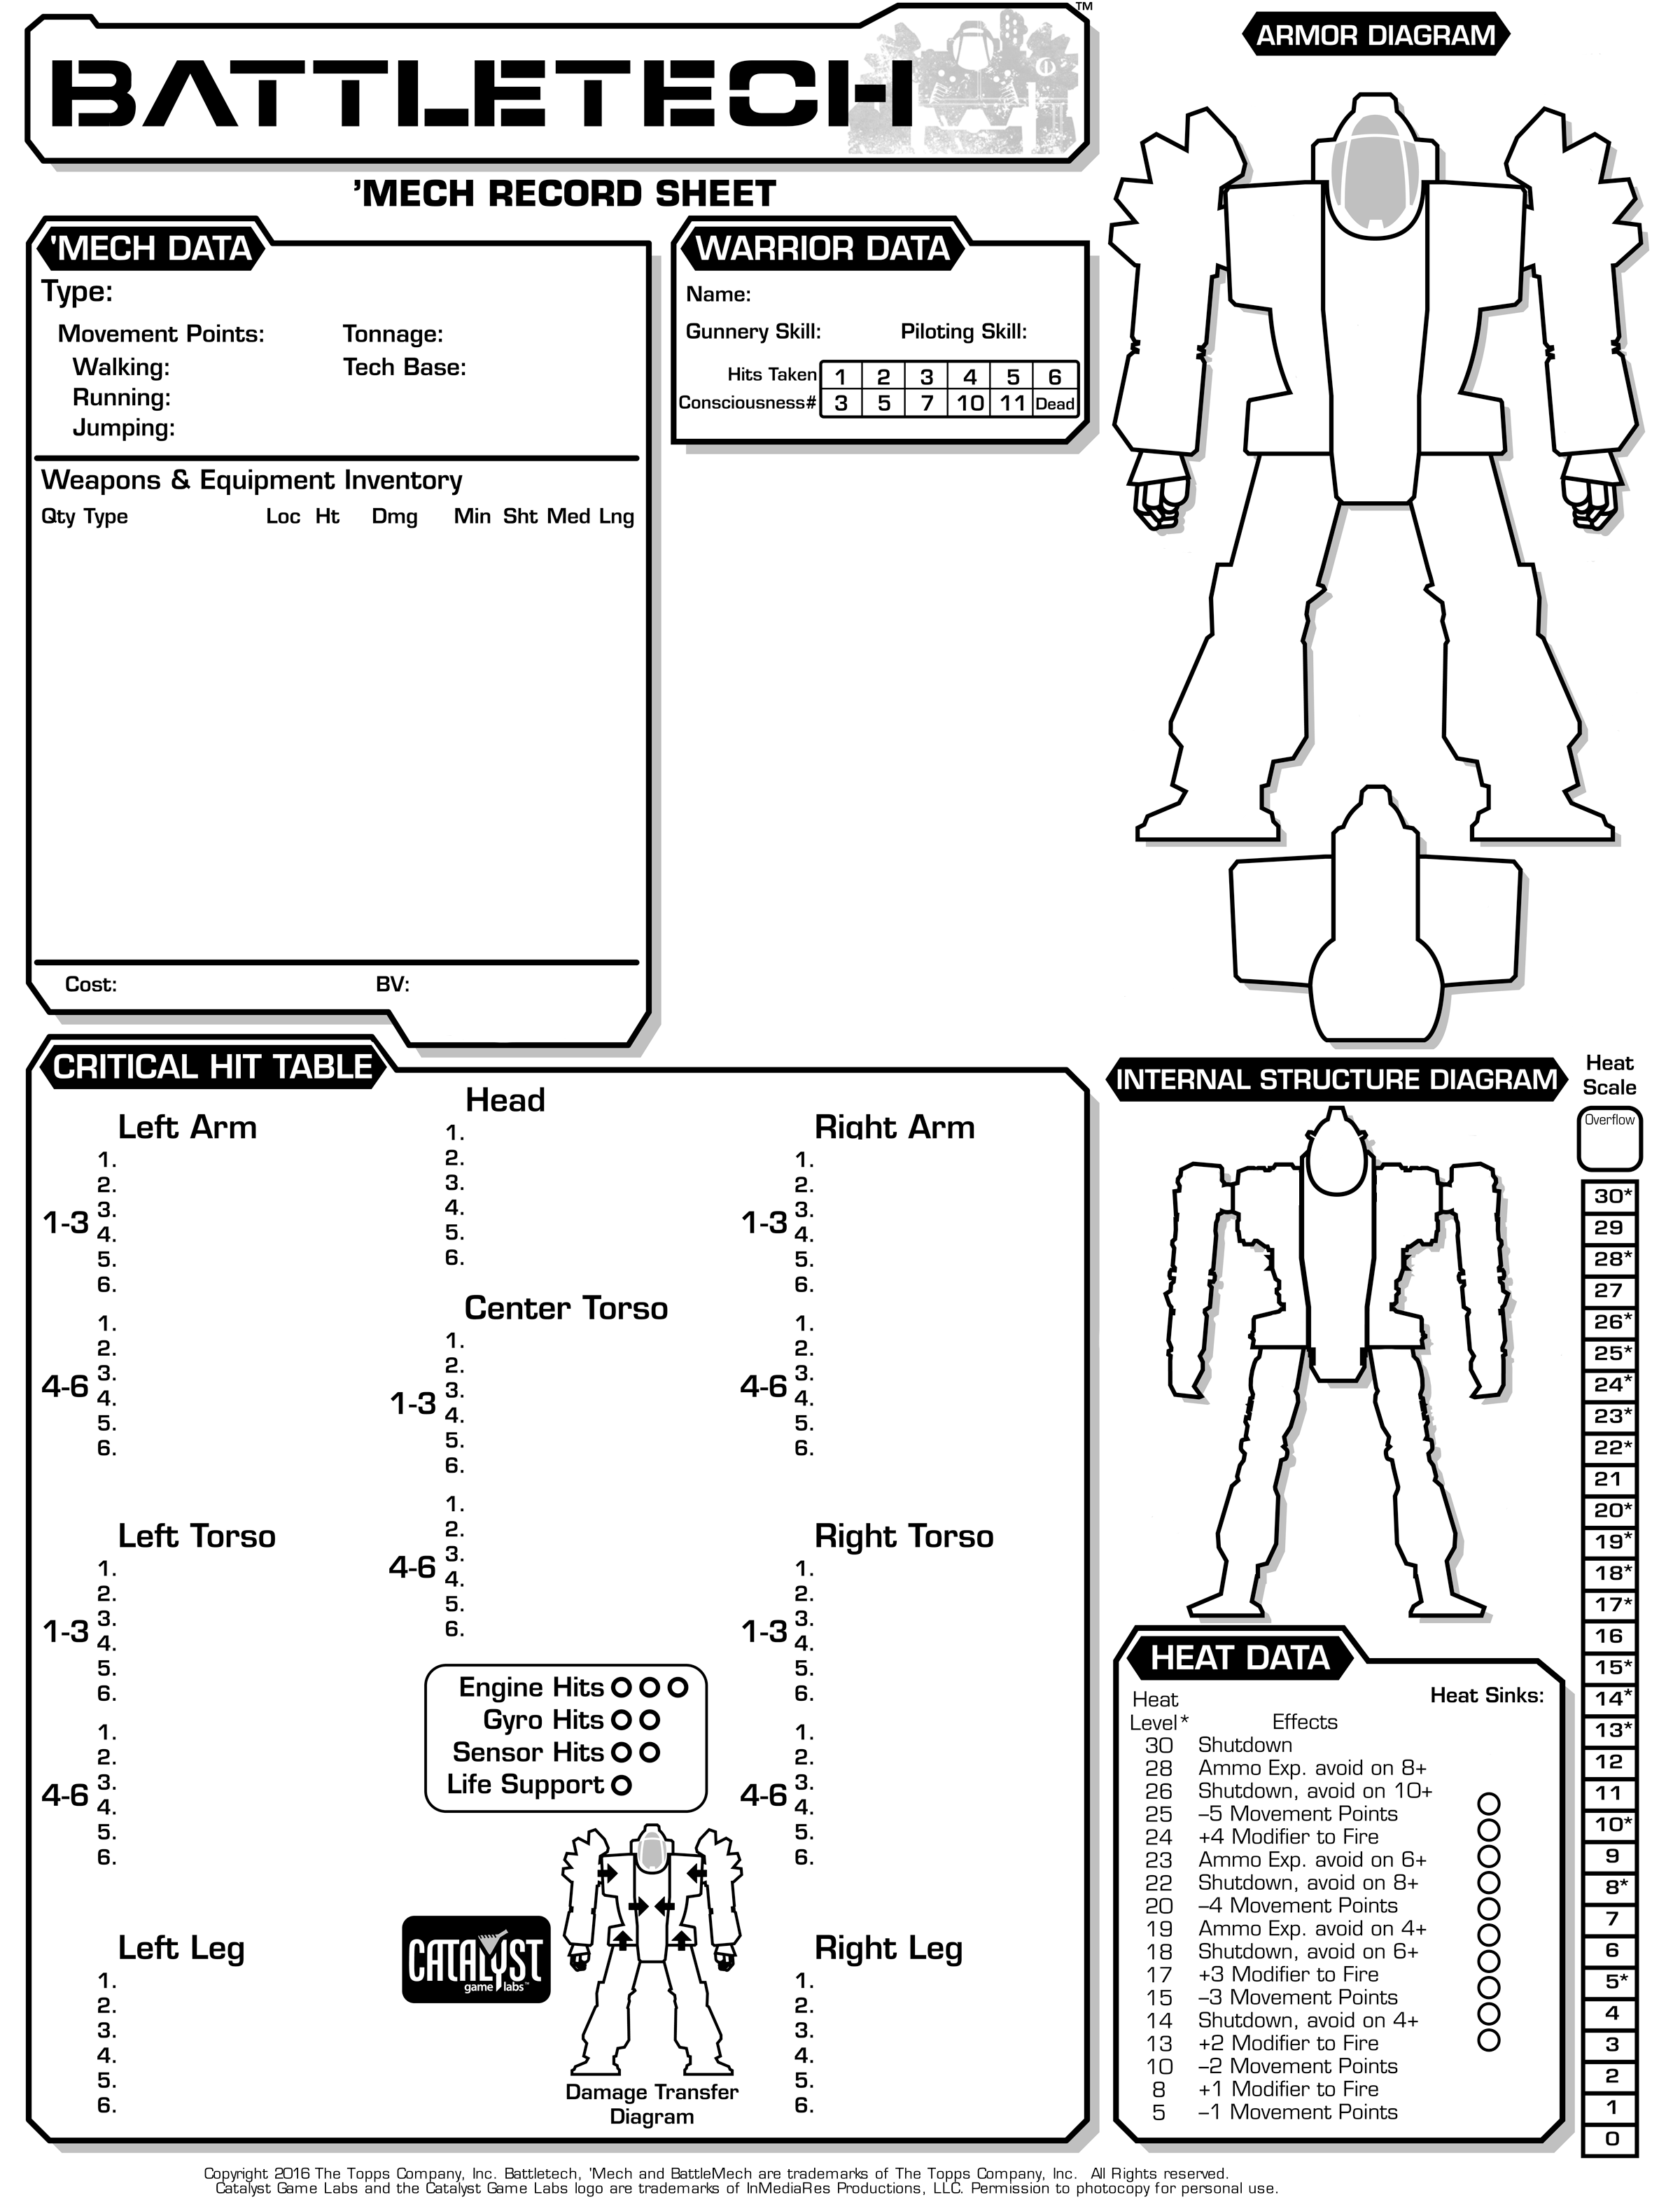 BATTLETECH
TM
'MECH RECORD SHEET
'MECH DATA
Type:
Movement Points:
Tonnage:
Walking:
Tech Base:
Running:
Jumping:
Weapons & Equipment Inventory
Qty Type Loc Ht Dmg Min Sht Med Lng
Cost:
BV:
WARRIOR DATA
Name:
Gunnery Skill:
Piloting Skill:
Hits Taken 1 2 3 4 5 6
Consciousness# 3 5 7 10 11 Dead
ARMOR DIAGRAM
CRITICAL HIT TABLE
Left Arm
1.
2.
3.
1-3
4.
5.
6.
1.
2.
3.
4-6
4.
5.
6.
Left Torso
1.
2.
3.
1-3
4.
5.
6.
1.
2.
3.
4-6
4.
5.
6.
Left Leg
1.
2.
3.
4.
5.
6.
Head
1.
2.
3.
4.
5.
6.
Center Torso
1.
2.
3.
1-3
4.
5.
6.
1.
2.
3.
4-6
4.
5.
6.
Engine Hits
Gyro Hits
Sensor Hits
Life Support
CATALYST
game labs™
Damage Transfer
Diagram
Right Arm
1.
2.
3.
1-3
4.
5.
6.
1.
2.
3.
4-6
4.
5.
6.
Right Torso
1.
2.
3.
1-3
4.
5.
6.
1.
2.
3.
4-6
4.
5.
6.
Right Leg
1.
2.
3.
4.
5.
6.
INTERNAL STRUCTURE DIAGRAM
HEAT DATA
Heat Sinks:
Heat
Level* Effects
30 Shutdown
28 Ammo Exp. avoid on 8+
26 Shutdown, avoid on 10+
25 –5 Movement Points
24 +4 Modifier to Fire
23 Ammo Exp. avoid on 6+
22 Shutdown, avoid on 8+
20 –4 Movement Points
19 Ammo Exp. avoid on 4+
18 Shutdown, avoid on 6+
17 +3 Modifier to Fire
15 –3 Movement Points
14 Shutdown, avoid on 4+
13 +2 Modifier to Fire
10 –2 Movement Points
8 +1 Modifier to Fire
5 –1 Movement Points
Heat
Scale
Overflow
30*
29
28*
27
26*
25*
24*
23*
22*
21
20*
19*
18*
17*
16
15*
14*
13*
12
11
10*
9
8*
7
6
5*
4
3
2
1
0
Copyright 2016 The Topps Company, Inc. Battletech, 'Mech and BattleMech are trademarks of The Topps Company, Inc. All Rights reserved.
Catalyst Game Labs and the Catalyst Game Labs logo are trademarks of InMediaRes Productions, LLC. Permission to photocopy for personal use.